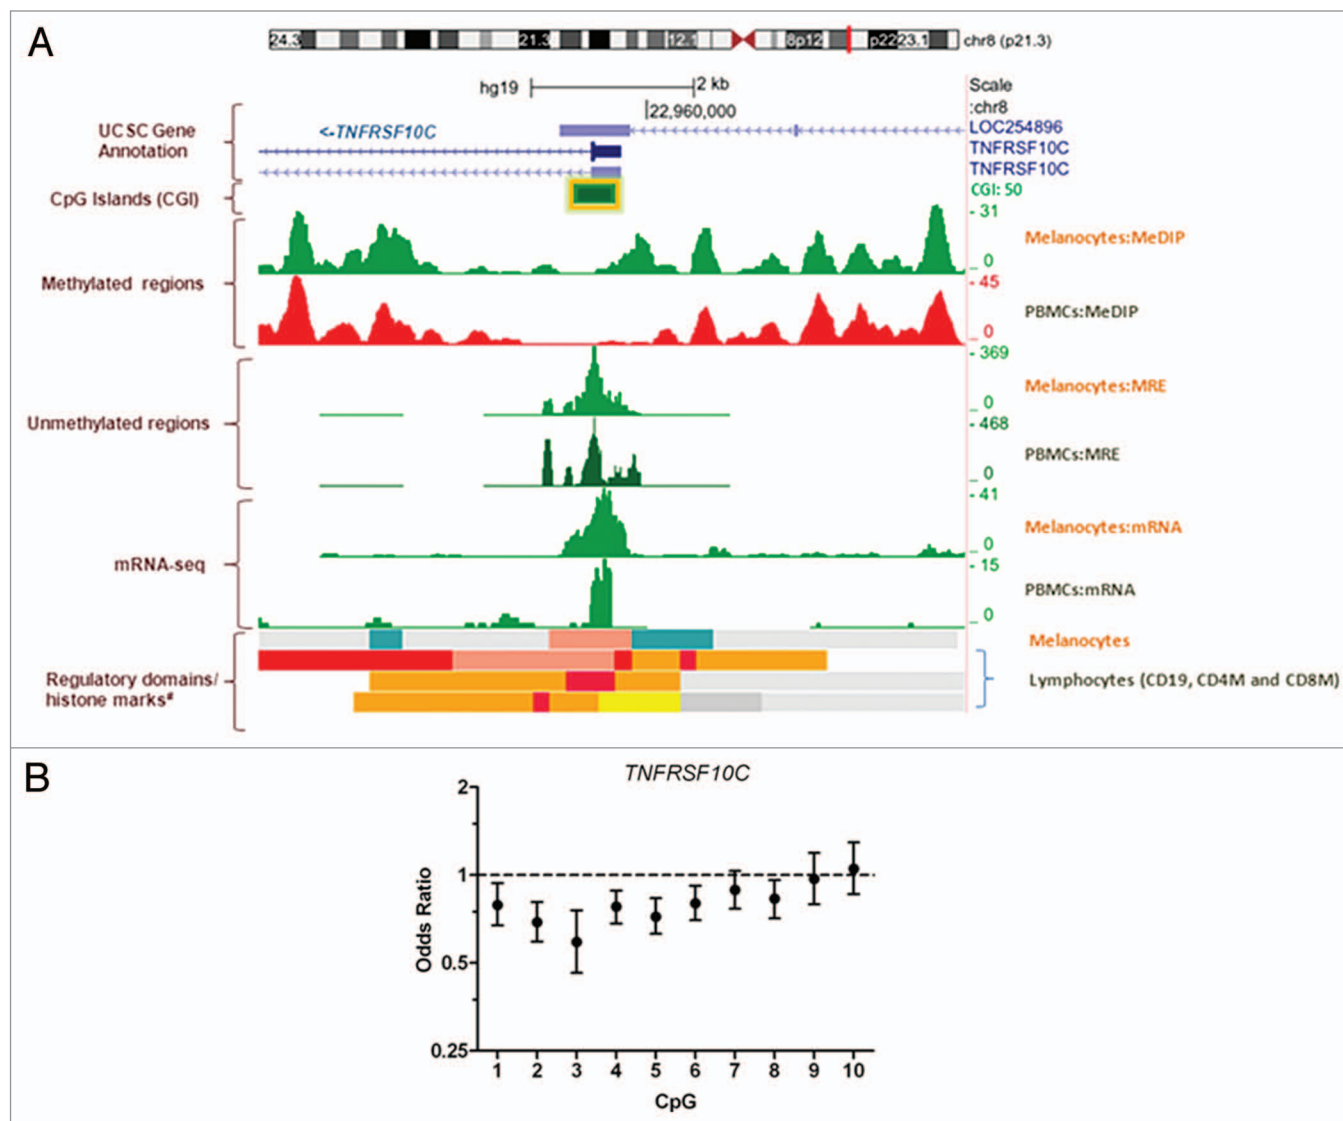 A
24.3 21.3 12.1 8p12 p22 23.1 chr8 (p21.3)
hg19 2 kb Scale
22,960,000 :chr8
UCSC Gene
Annotation
<-TNFRSF10C
LOC254896
TNFRSF10C
TNFRSF10C
CpG Islands (CGI)
CGI: 50
Methylated regions
- 31
Melanocytes:MeDIP
0
- 45
PBMCs:MeDIP
0
Unmethylated regions
- 369
Melanocytes:MRE
0
- 468
PBMCs:MRE
0
mRNA-seq
- 41
Melanocytes:mRNA
0
- 15
PBMCs:mRNA
0
Regulatory domains/
histone marks#
Melanocytes
Lymphocytes (CD19, CD4M and CD8M)
B
TNFRSF10C
Odds Ratio
2
1
0.5
0.25
1 2 3 4 5 6 7 8 9 10
CpG